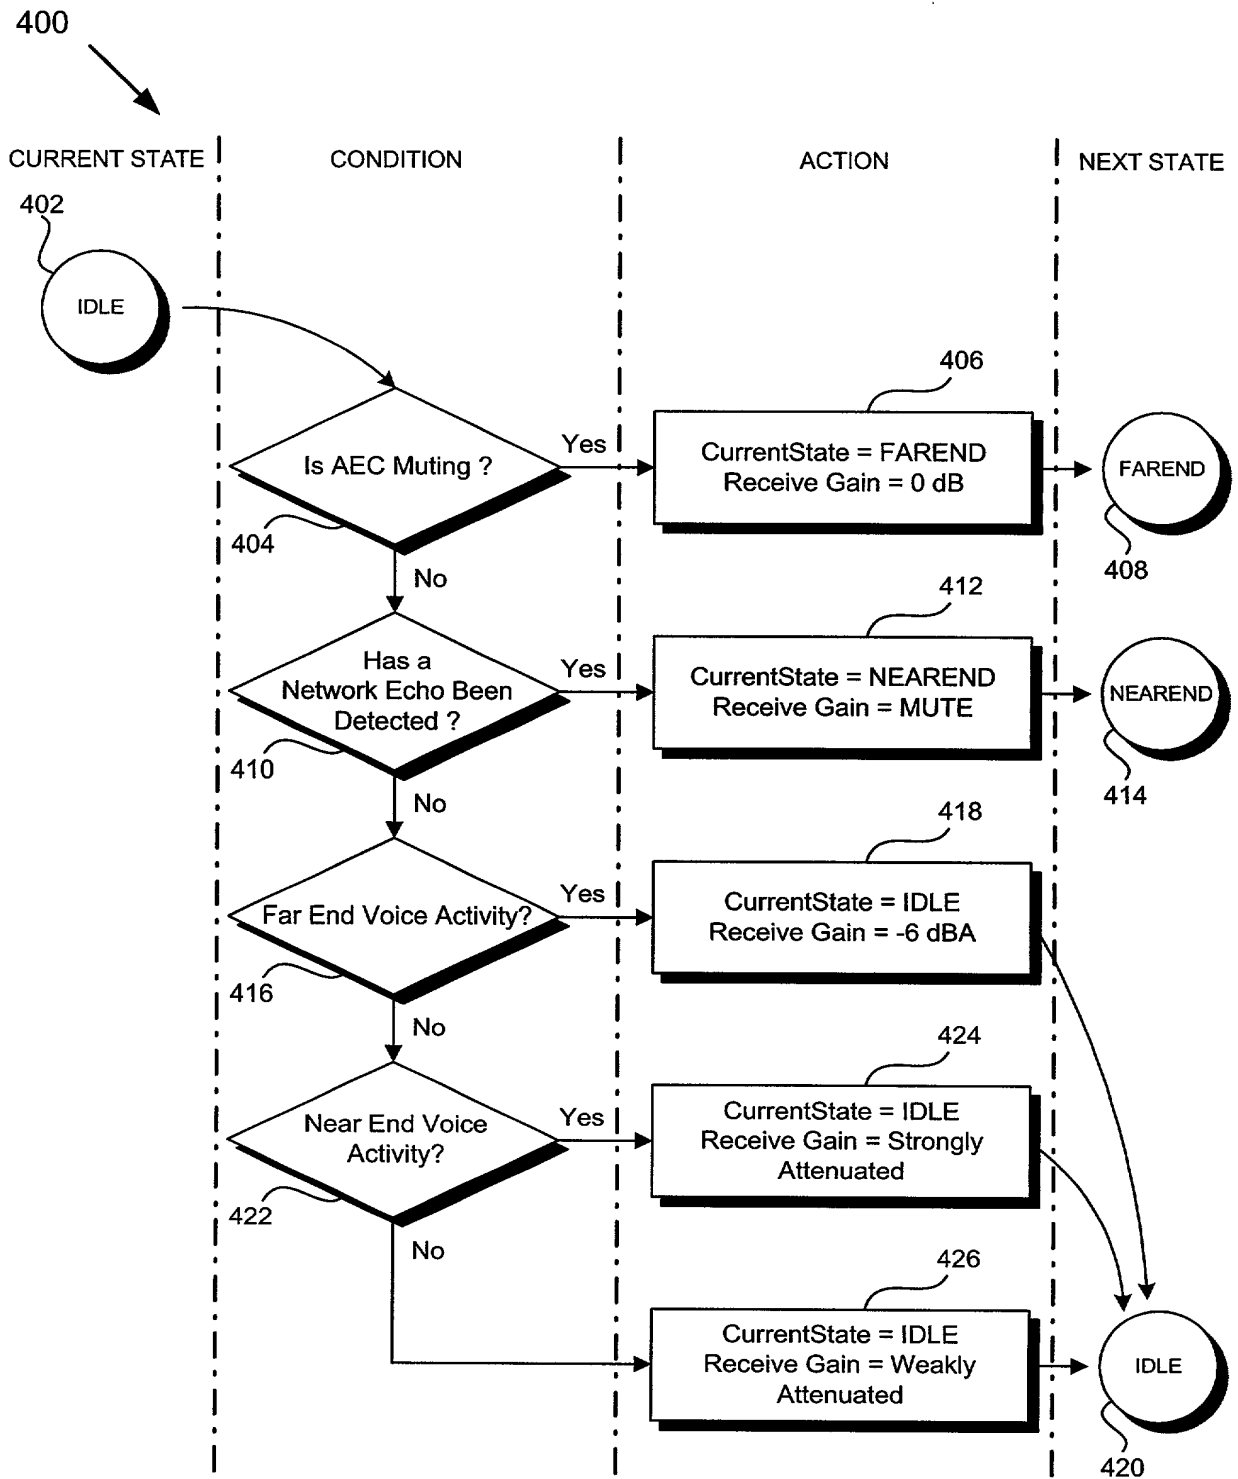 400
CURRENT STATE
CONDITION
ACTION
NEXT STATE
402
IDLE
406
Is AEC Muting ?
Yes
CurrentState = FAREND
Receive Gain = 0 dB
FAREND
404
408
No
412
Has a
Network Echo Been
Detected ?
Yes
CurrentState = NEAREND
Receive Gain = MUTE
NEAREND
410
414
No
418
Far End Voice Activity?
Yes
CurrentState = IDLE
Receive Gain = -6 dBA
416
No
424
Near End Voice
Activity?
Yes
CurrentState = IDLE
Receive Gain = Strongly
Attenuated
422
No
426
CurrentState = IDLE
Receive Gain = Weakly
Attenuated
IDLE
420